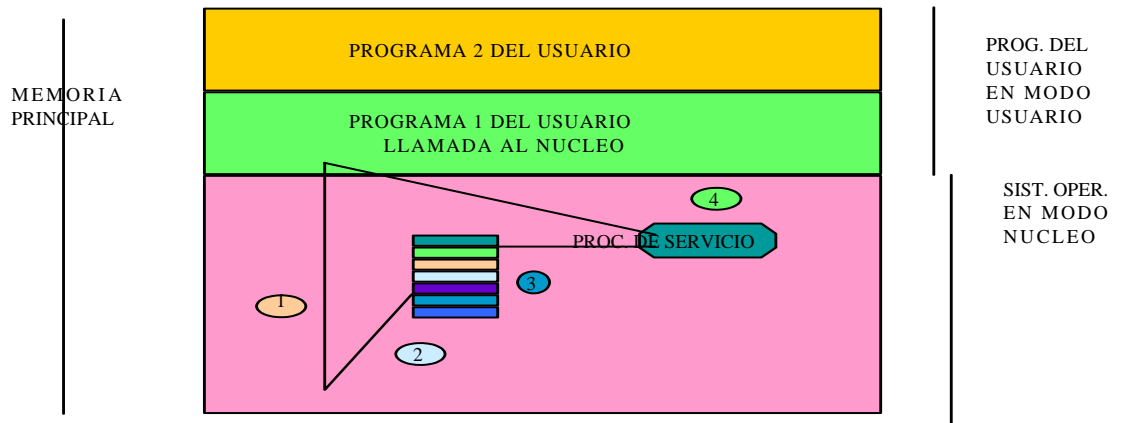 PROGRAMA 2 DEL USUARIO
PROG. DEL
USUARIO
EN MODO
USUARIO
MEMORIA
PRINCIPAL
PROGRAMA 1 DEL USUARIO
LLAMADA AL NUCLEO
SIST. OPER.
EN MODO
NUCLEO
4
PROC. DE SERVICIO
3
1
2